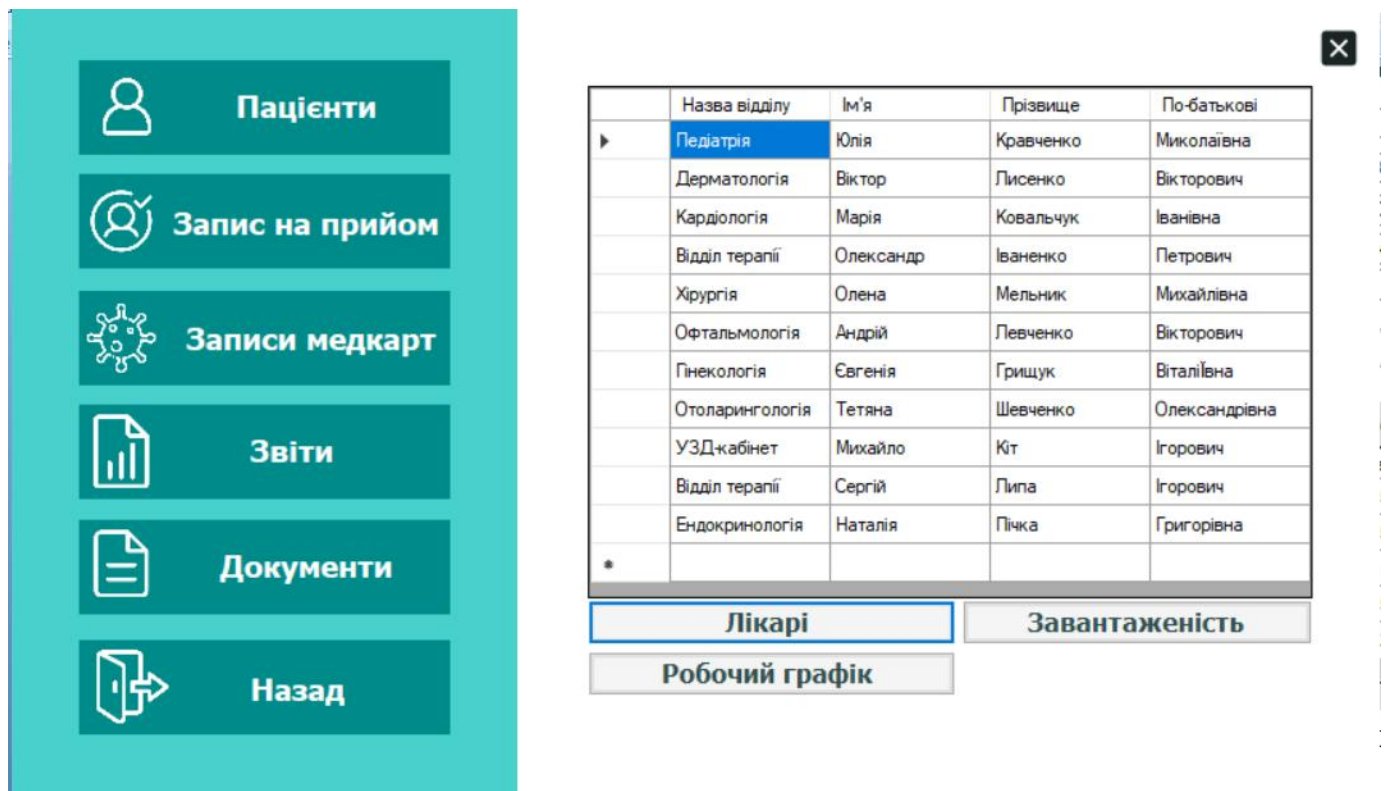 Пацієнти
Запис на прийом
Записи медкарт
Звіти
Документи
Назад
Назва відділу Ім'я Прізвище По-батькові
Педіатрія Юлія Кравченко Миколаївна
Дерматологія Віктор Лисенко Вікторович
Кардіологія Марія Ковальчук Іванівна
Відділ терапії Олександр Іваненко Петрович
Хірургія Олена Мельник Михайлівна
Офтальмологія Андрій Левченко Вікторович
Гінекологія Євгенія Грищук ВіталіЇвна
Отоларингологія Тетяна Шевченко Олександрівна
УЗД-кабінет Михайло Кіт Ігорович
Відділ терапії Сергій Липа Ігорович
Ендокринологія Наталія Пічка Григорівна
Лікарі Завантаженість
Робочий графік